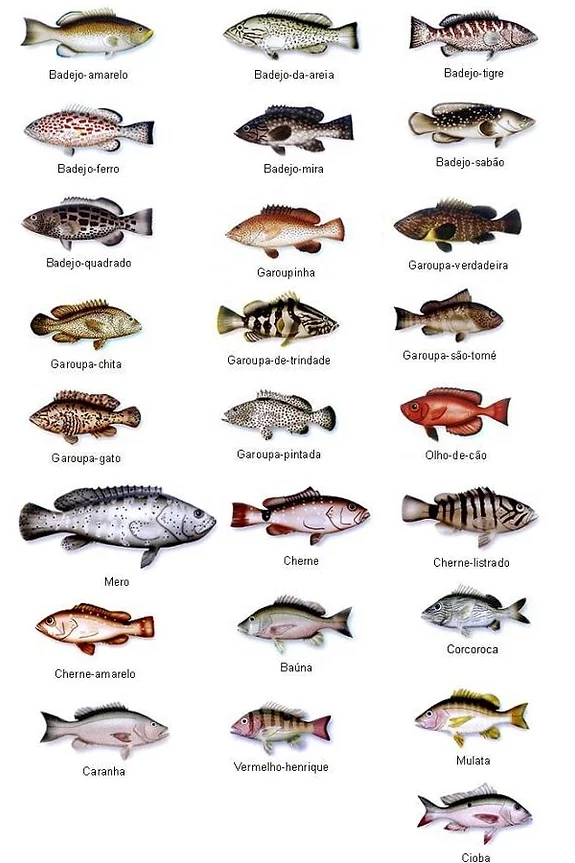 Badejo-amarelo
Badejo-da-areia
Badejo-tigre
Badejo-ferro
Badejo-mira
Badejo-sabão
Badejo-quadrado
Garoupinha
Garoupa-verdadeira
Garoupa-chita
Garoupa-de-trindade
Garoupa-são-tomé
Garoupa-gato
Garoupa-pintada
Olho-de-cão
Mero
Cherne
Cherne-listrado
Cherne-amarelo
Baúna
Corcoroca
Caranha
Vermelho-henrique
Mulata
Cioba